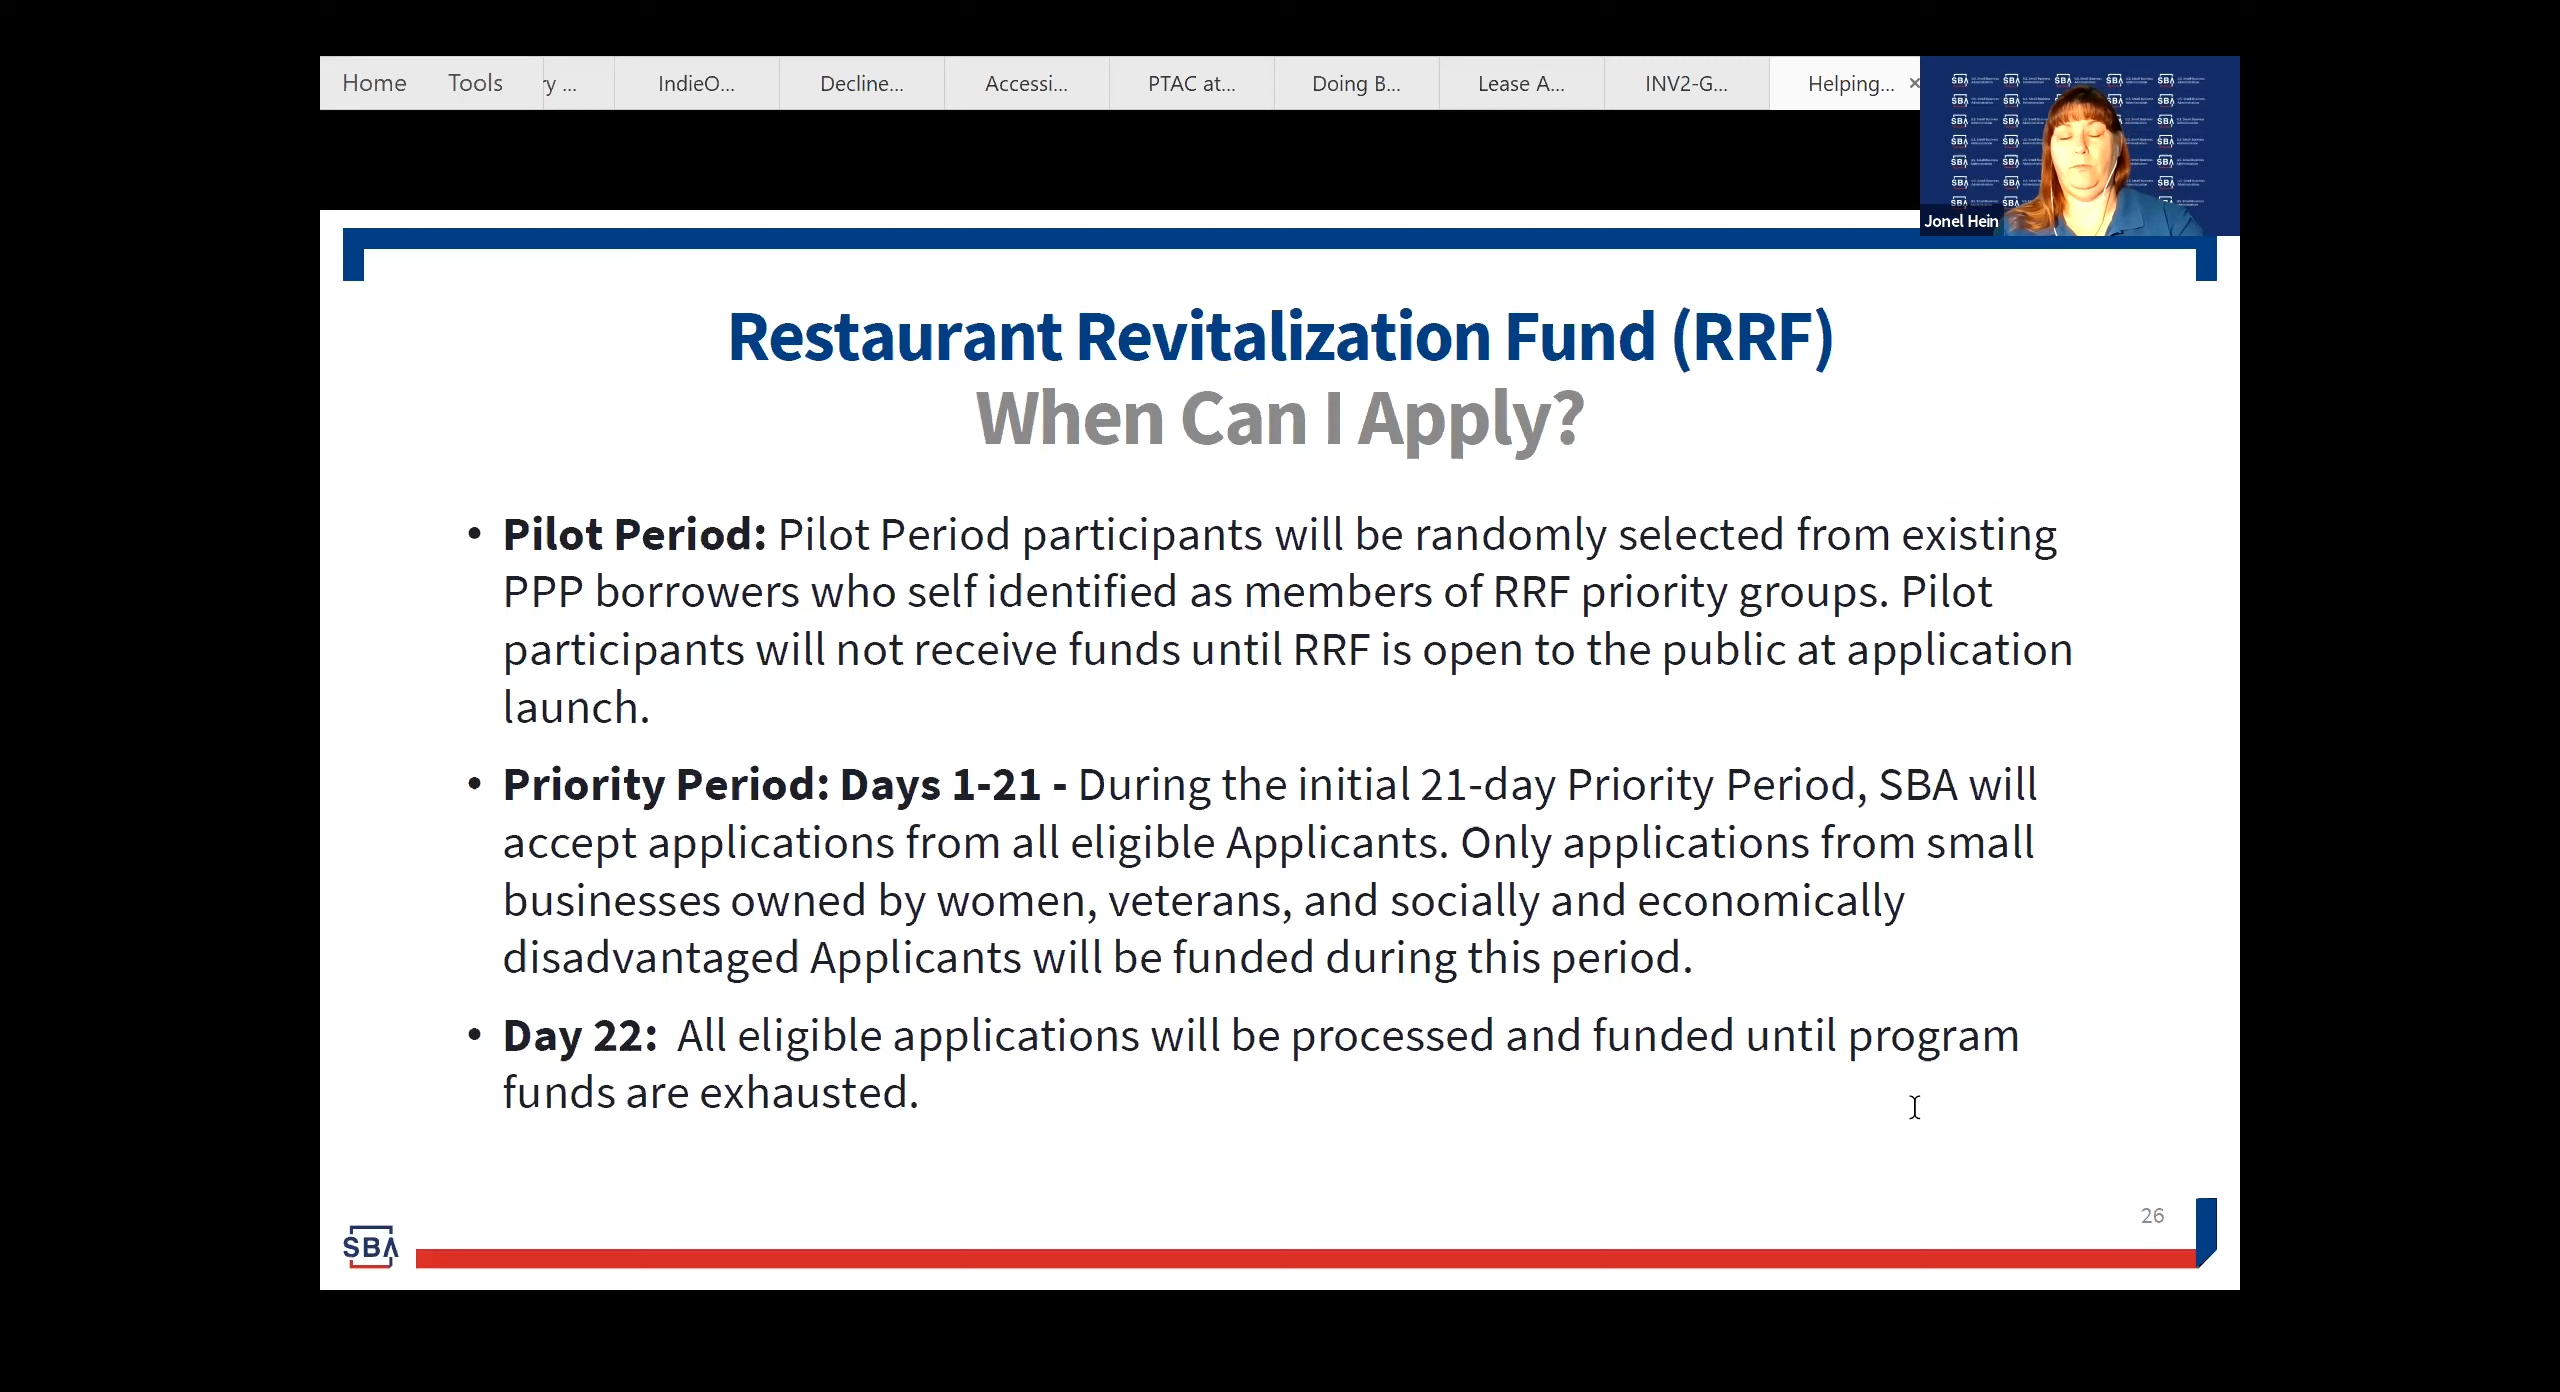 Home Tools ry ... IndieO... Decline... Accessi... PTAC at... Doing B... Lease A... INV2-G... Helping... ×
SBA
Jonel Hein
Restaurant Revitalization Fund (RRF)
When Can I Apply?
• Pilot Period: Pilot Period participants will be randomly selected from existing
PPP borrowers who self identified as members of RRF priority groups. Pilot
participants will not receive funds until RRF is open to the public at application
launch.
• Priority Period: Days 1-21 - During the initial 21-day Priority Period, SBA will
accept applications from all eligible Applicants. Only applications from small
businesses owned by women, veterans, and socially and economically
disadvantaged Applicants will be funded during this period.
• Day 22: All eligible applications will be processed and funded until program
funds are exhausted.
26
SBA